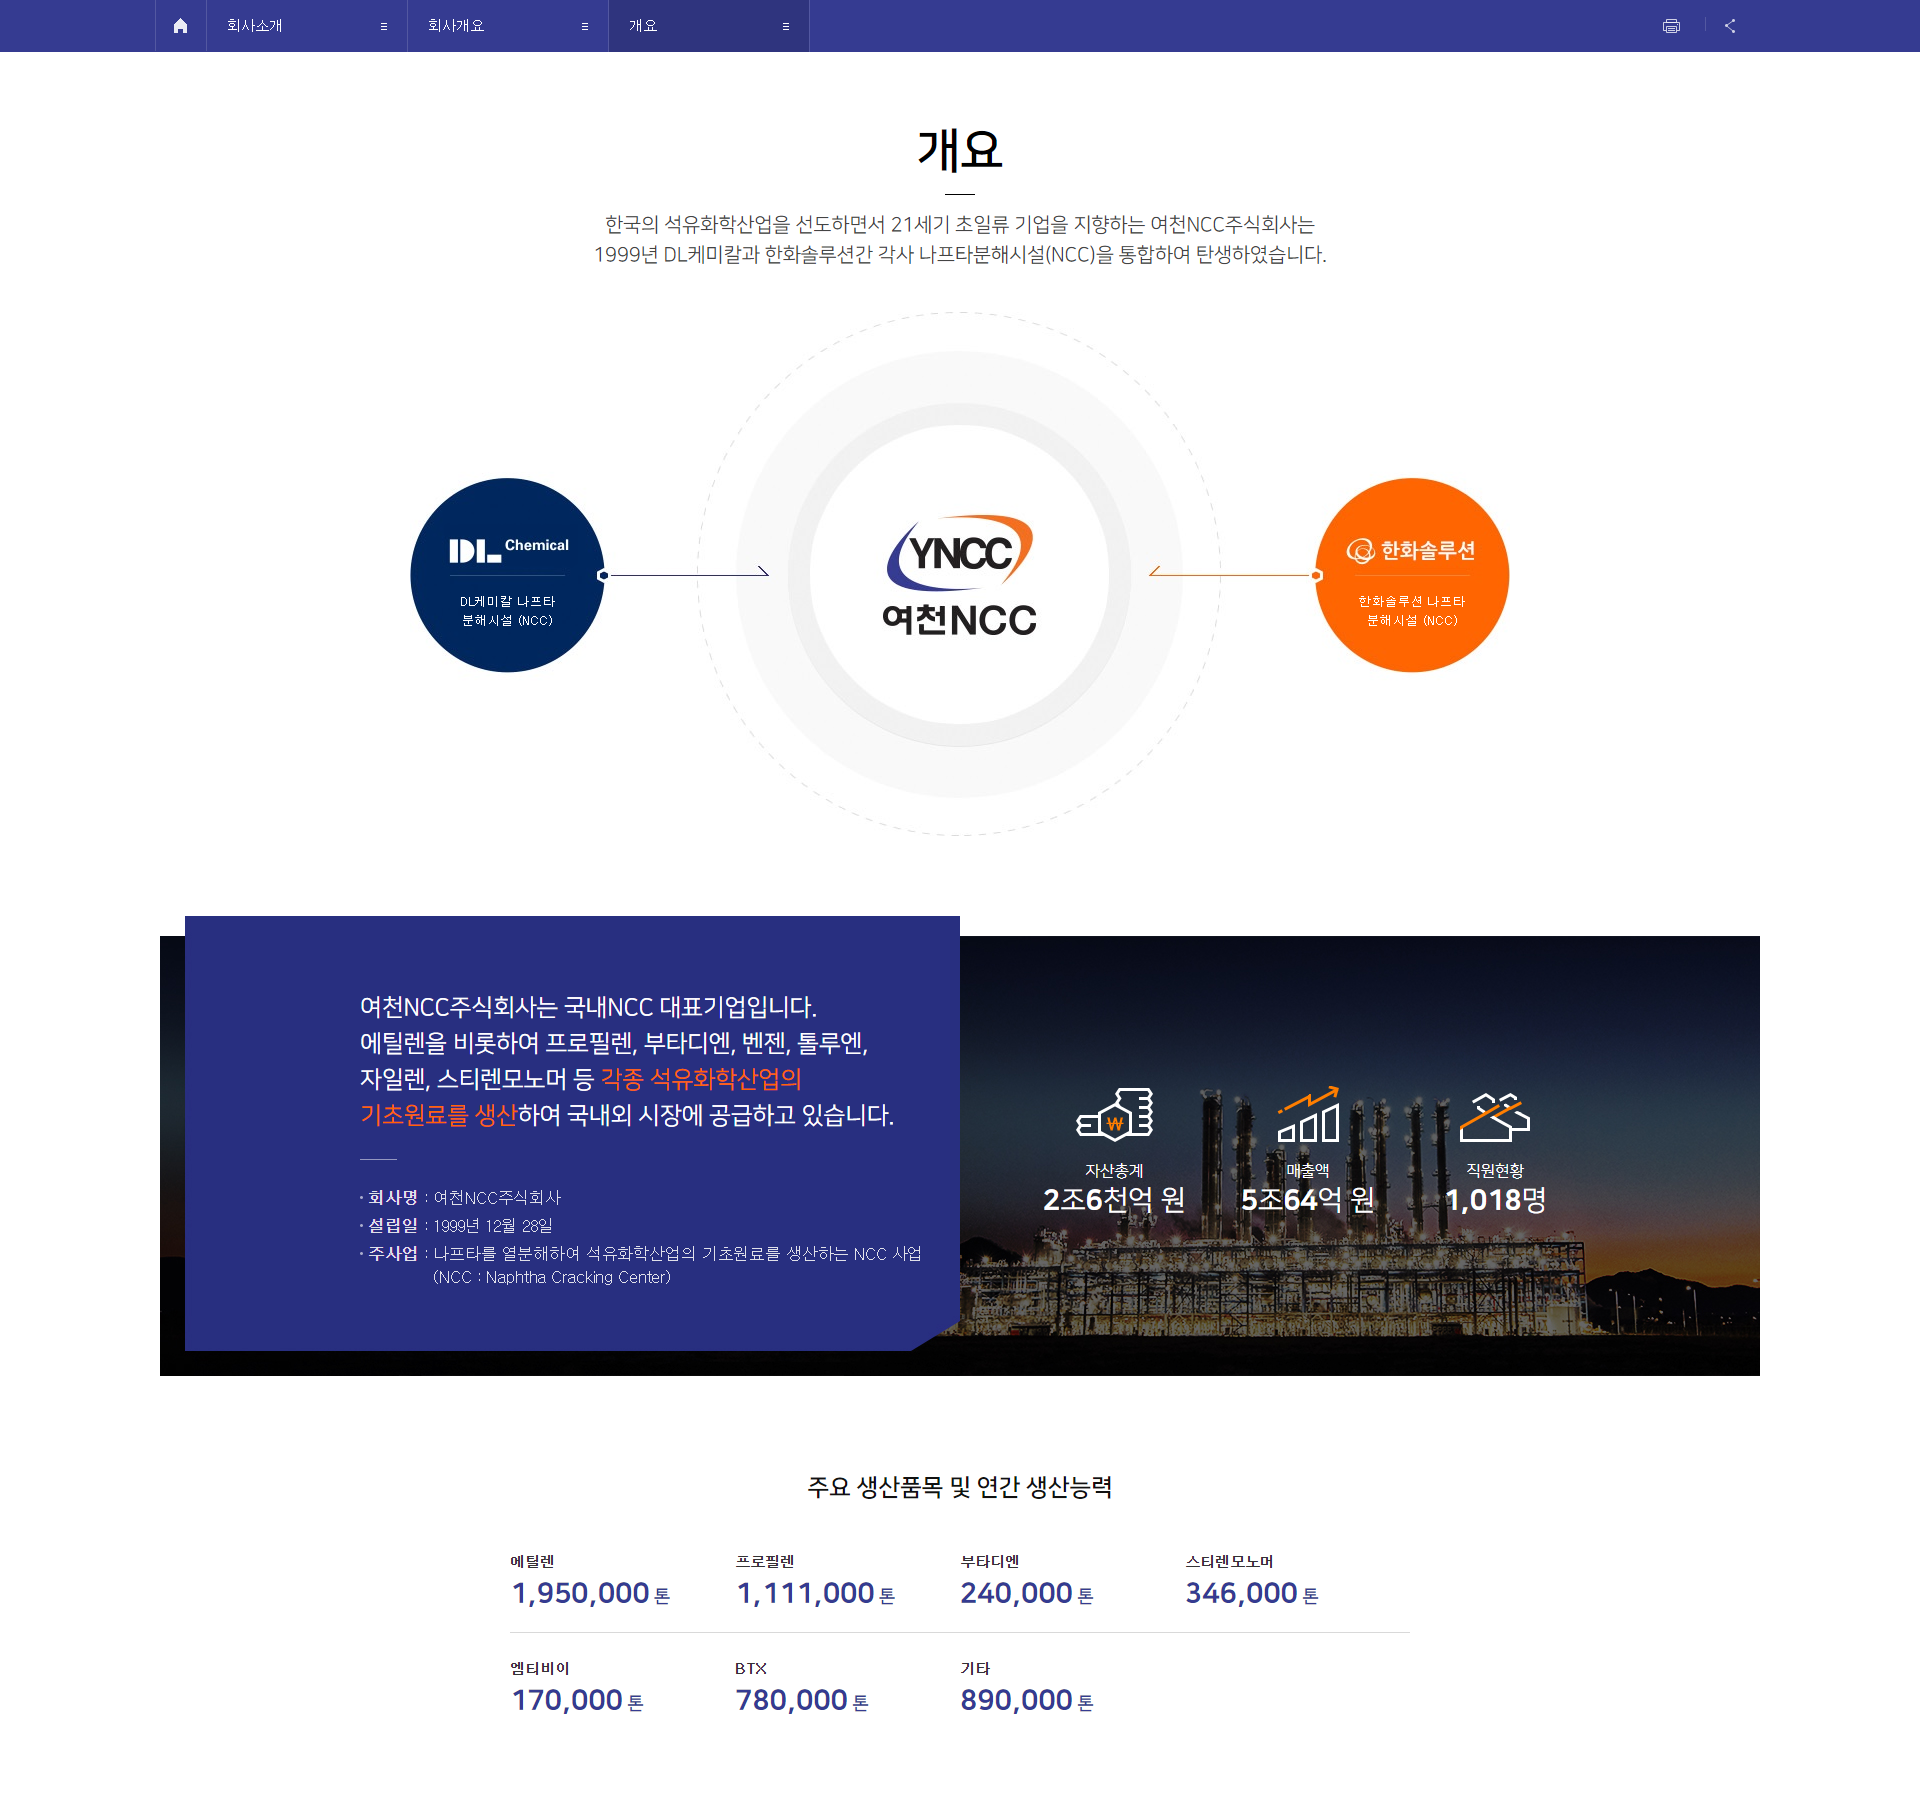 회사소개
회사개요
개요
개요
한국의 석유화학산업을 선도하면서 21세기 초일류 기업을 지향하는 여천NCC주식회사는
1999년 DL케미칼과 한화솔루션간 각사 나프타분해시설(NCC)을 통합하여 탄생하였습니다.
DL Chemical
DL케미칼 나프타
분해시설 (NCC)
YNCC
여천NCC
한화솔루션
한화솔루션 나프타
분해시설 (NCC)
여천NCC주식회사는 국내NCC 대표기업입니다.
에틸렌을 비롯하여 프로필렌, 부타디엔, 벤젠, 톨루엔,
자일렌, 스티렌모노머 등 각종 석유화학산업의
기초원료를 생산하여 국내외 시장에 공급하고 있습니다.
• 회사명 : 여천NCC주식회사
• 설립일 : 1999년 12월 28일
• 주사업 : 나프타를 열분해하여 석유화학산업의 기초원료를 생산하는 NCC 사업
(NCC : Naphtha Cracking Center)
₩
자산총계
2조6천억 원
매출액
5조64억 원
직원현황
1,018명
주요 생산품목 및 연간 생산능력
에틸렌
1,950,000 톤
프로필렌
1,111,000 톤
부타디엔
240,000 톤
스티렌모노머
346,000 톤
엠티비이
170,000 톤
BTX
780,000 톤
기타
890,000 톤